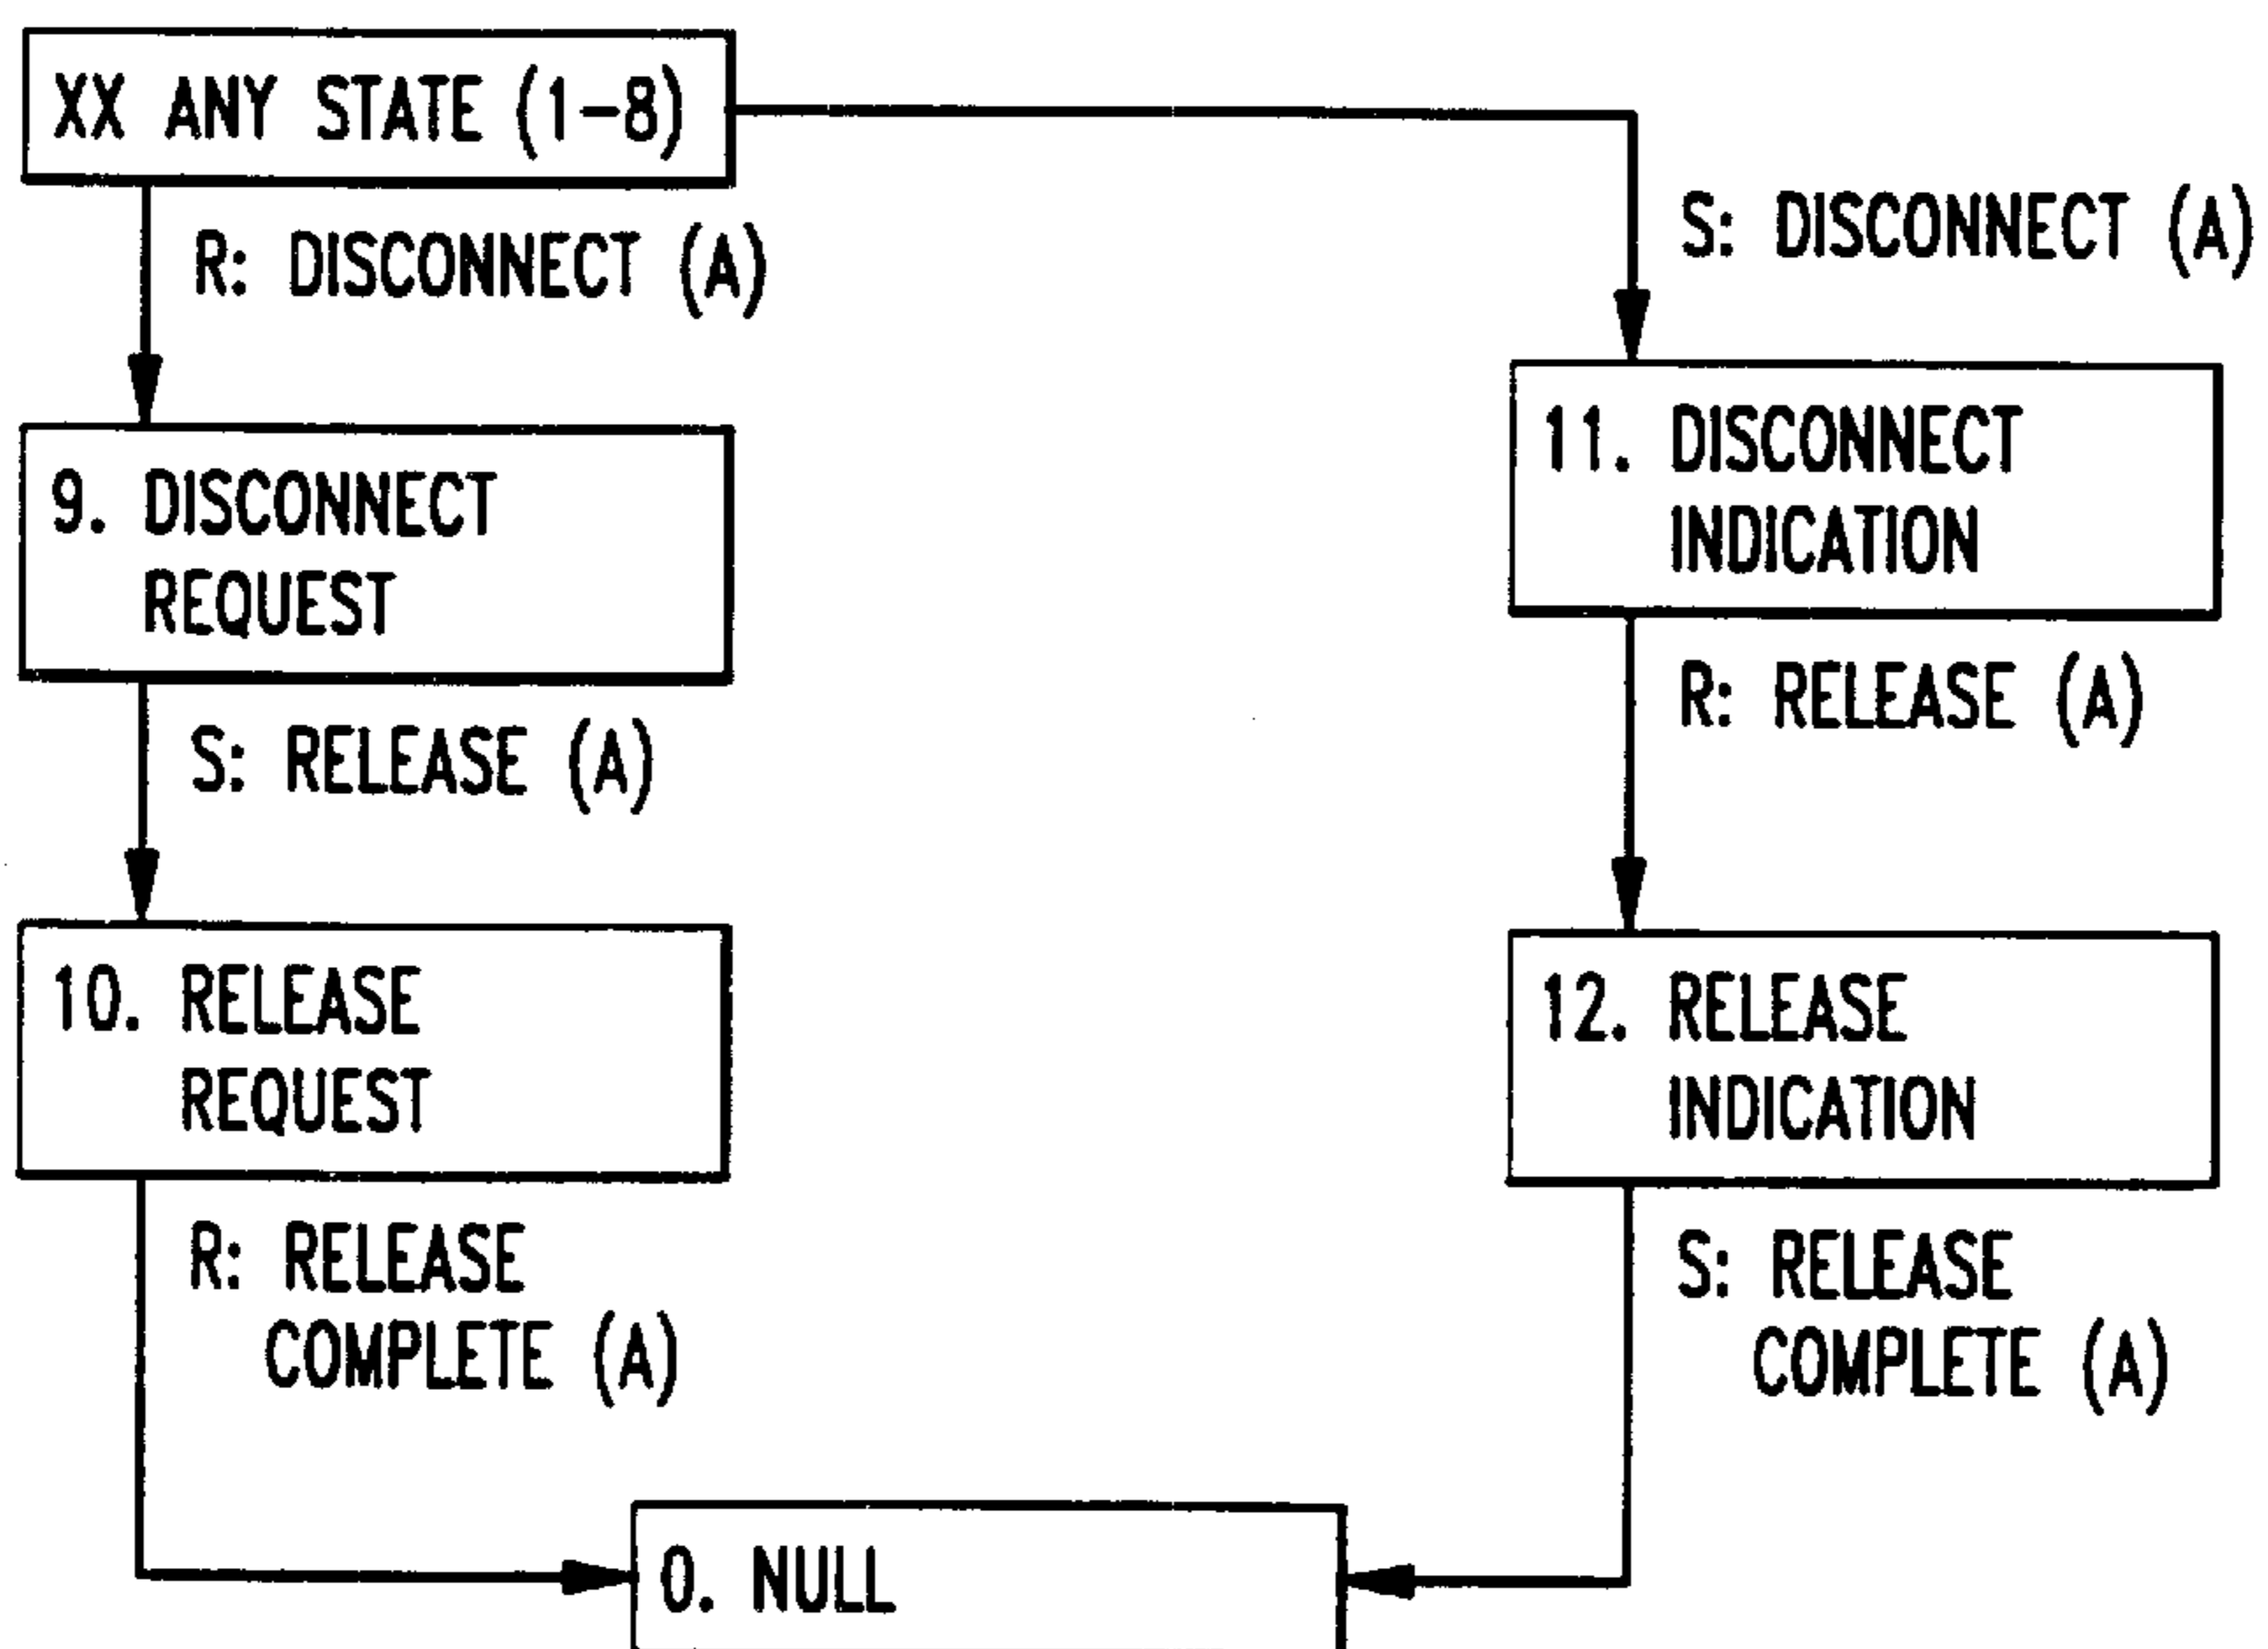 XX ANY STATE (1-8)
R: DISCONNECT (A)
S: DISCONNECT (A)
9. DISCONNECT
REQUEST
11. DISCONNECT
INDICATION
S: RELEASE (A)
R: RELEASE (A)
10. RELEASE
REQUEST
12. RELEASE
INDICATION
R: RELEASE
COMPLETE (A)
S: RELEASE
COMPLETE (A)
0. NULL